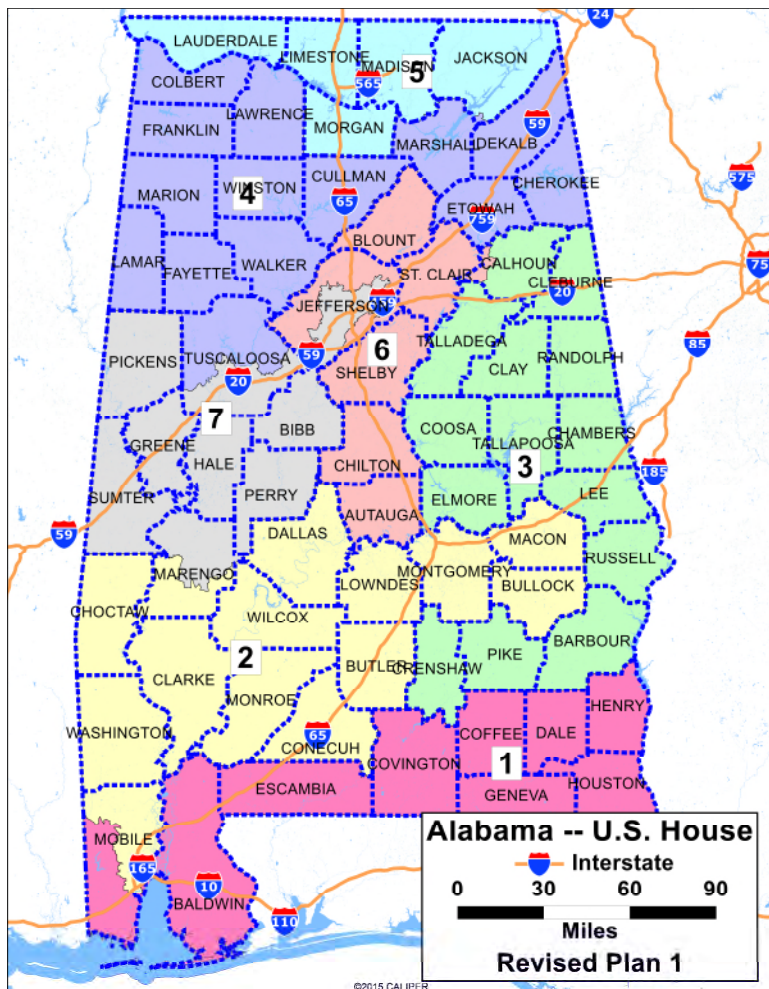 24
LAUDERDALE
LIMESTONE
MADISON
JACKSON
5
COLBERT
565
LAWRENCE
FRANKLIN
MORGAN
59
MARSHALL
DEKALB
CULLMAN
575
MARION
WINSTON
CHEROKEE
4
65
ETOWAH
759
BLOUNT
LAMAR
FAYETTE
WALKER
ST. CLAIR
CALHOUN
75
CLEBURNE
20
JEFFERSON
85
PICKENS
TUSCALOOSA
59
6
TALLADEGA
RANDOLPH
SHELBY
CLAY
20
7
BIBB
COOSA
CHAMBERS
TALLAPOOSA
GREENE
HALE
CHILTON
3
185
SUMTER
PERRY
ELMORE
LEE
AUTAUGA
59
DALLAS
MACON
RUSSELL
MARENGO
MONTGOMERY
CHOCTAW
LOWNDES
BULLOCK
WILCOX
BARBOUR
2
PIKE
CLARKE
BUTLER
CRENSHAW
MONROE
HENRY
WASHINGTON
65
COFFEE
DALE
CONECUH
COVINGTON
1
ESCAMBIA
HOUSTON
GENEVA
MOBILE
165
10
BALDWIN
110
Alabama -- U.S. House
Interstate
0 30 60 90
Miles
Revised Plan 1
©2015 CALIPER